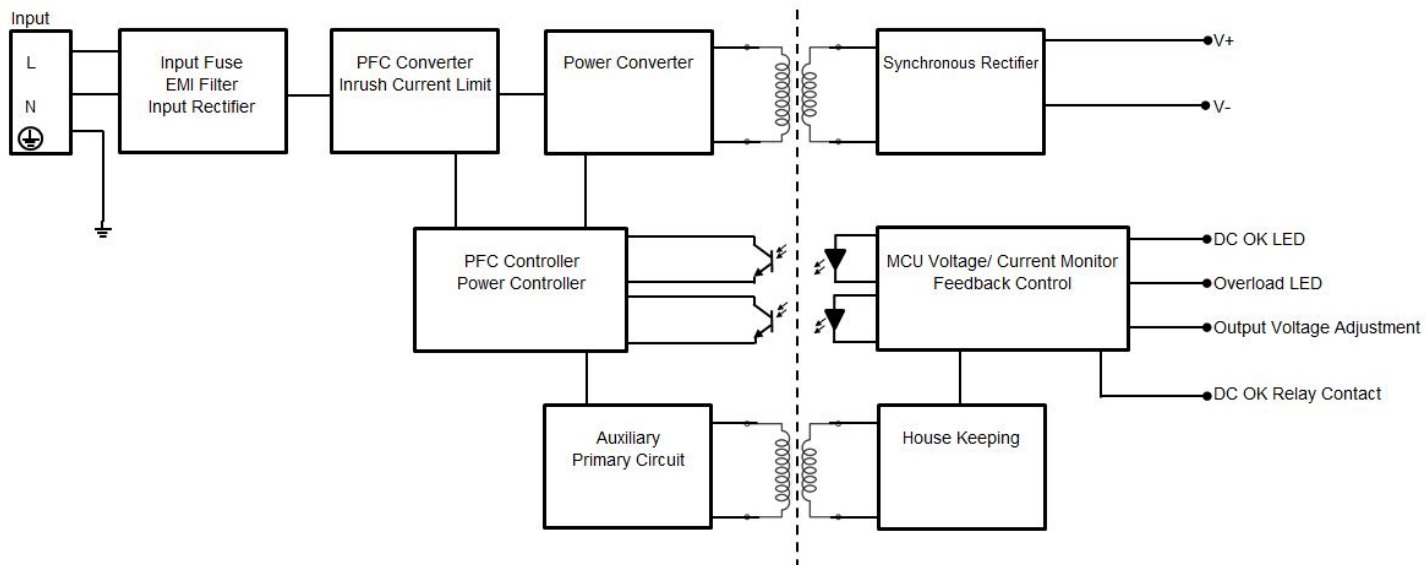 Input
L
N
Input Fuse
EMI Filter
Input Rectifier
PFC Converter
Inrush Current Limit
Power Converter
Synchronous Rectifier
V+
V-
PFC Controller
Power Controller
MCU Voltage/ Current Monitor
Feedback Control
DC OK LED
Overload LED
Output Voltage Adjustment
DC OK Relay Contact
Auxiliary
Primary Circuit
House Keeping